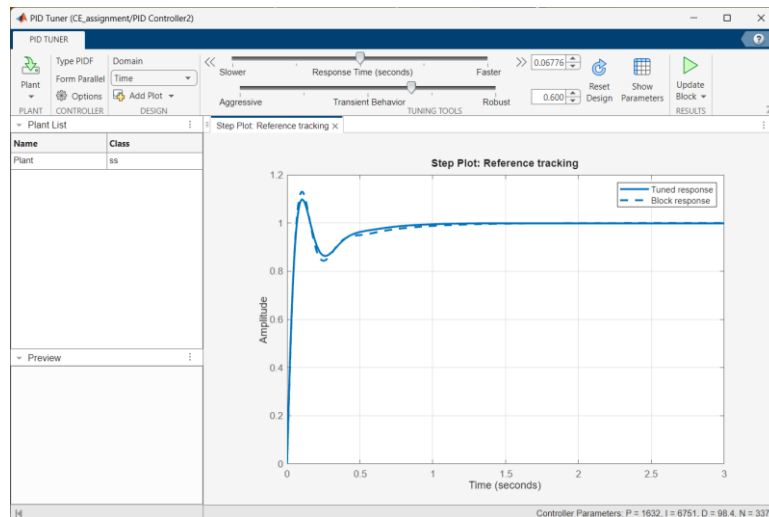 PID Tuner (CE_assignment/PID Controller2)
PID TUNER
Plant
PLANT
Type PIDF
Form Parallel
Options
CONTROLLER
Domain
Time
Add Plot
DESIGN
Slower
Response Time (seconds)
Faster
0.06776
Aggressive
Transient Behavior
Robust
0.600
TUNING TOOLS
Reset
Design
Show
Parameters
Update
Block
RESULTS
Plant List
Name Class
Plant ss
Preview
Step Plot: Reference tracking
Step Plot: Reference tracking
Tuned response
Block response
Amplitude
1.2
1
0.8
0.6
0.4
0.2
0
0 0.5 1 1.5 2 2.5 3
Time (seconds)
Controller Parameters: P = 1632, I = 6751, D = 98.4, N = 337